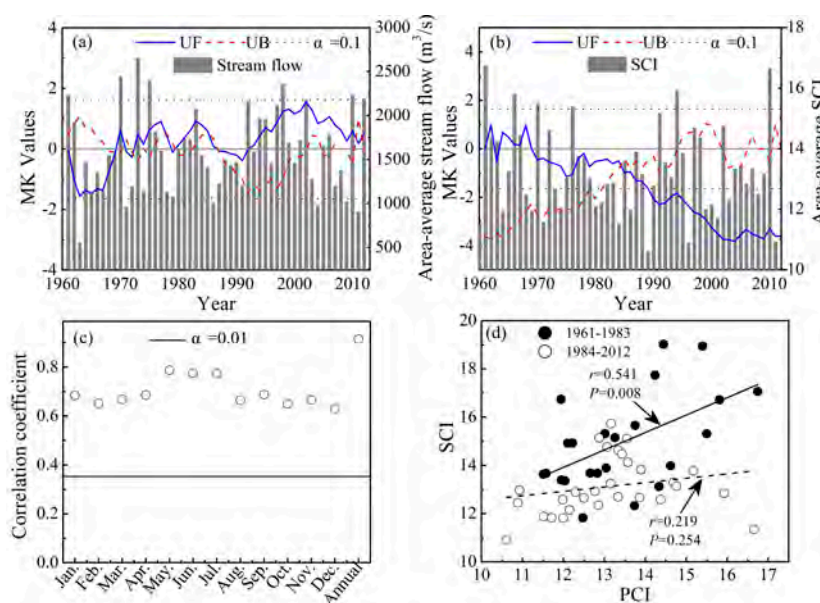 (a) UF UB α =0.1
Stream flow
4
2
0
-2
-4
MK Values
1960 1970 1980 1990 2000 2010
Year
3000
2500
2000
1500
1000
500
Area-average stream flow (m³/s)
(b) UF UB α =0.1
SCI
4
2
0
-2
-4
MK Values
1960 1970 1980 1990 2000 2010
Year
18
16
14
12
10
Area-average SCI
(c) α =0.01
1.0
0.8
0.6
0.4
0.2
0.0
Correlation coefficient
Jan. Feb. Mar. Apr. May. Jun. Jul. Aug. Sep. Oct. Nov. Dec. Annual
(d) 1961-1983
1984-2012
r=0.541
P=0.008
r=0.219
P=0.254
20
18
16
14
12
10
SCI
10 11 12 13 14 15 16 17
PCI